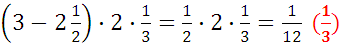 (3 − 2 1/2) · 2 · 1/3 = 1/2 · 2 · 1/3 = 1/12 (1/3)